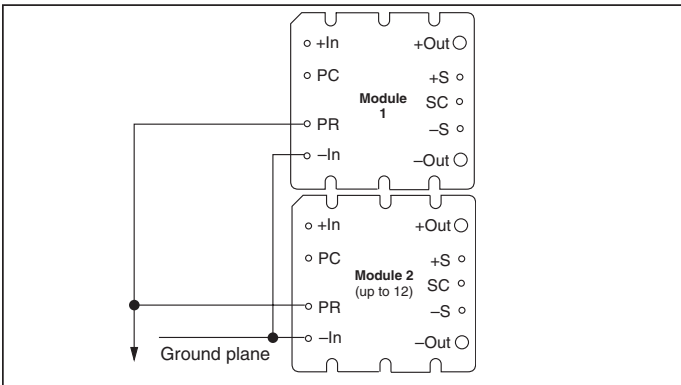 +In +Out
PC +S
Module
1
SC
PR –S
–In –Out
+In +Out
PC +S
Module 2
(up to 12)
SC
PR –S
–In –Out
Ground plane